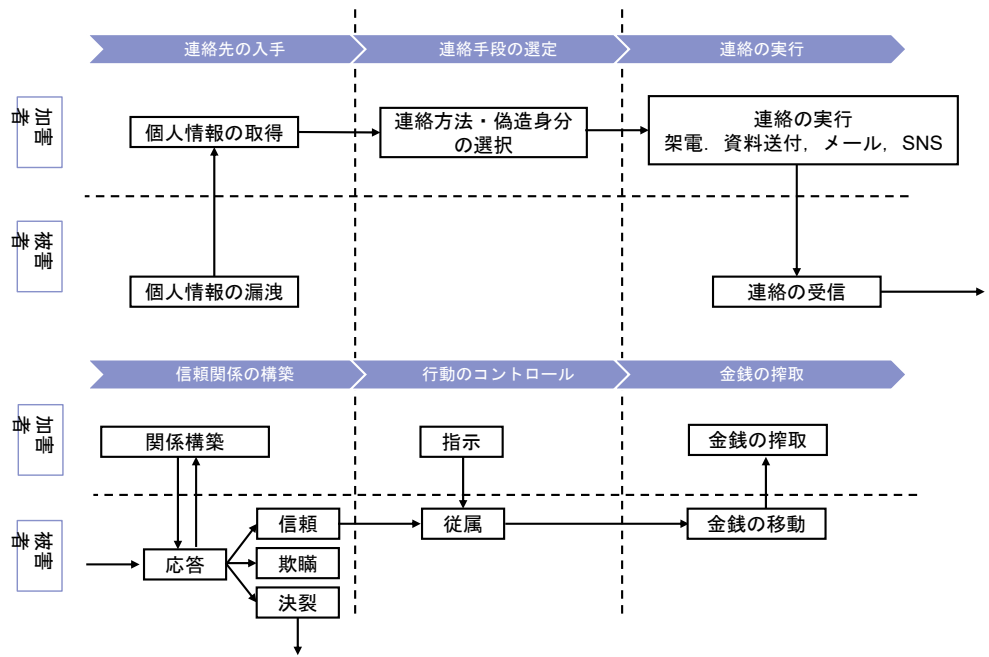 連絡先の入手
連絡手段の選定
連絡の実行
加害者
個人情報の取得
連絡方法・偽造身分
の選択
連絡の実行
架電．資料送付，メール，SNS
被害者
個人情報の漏洩
連絡の受信
信頼関係の構築
行動のコントロール
金銭の搾取
加害者
関係構築
指示
金銭の搾取
被害者
応答
信頼
欺瞞
決裂
従属
金銭の移動